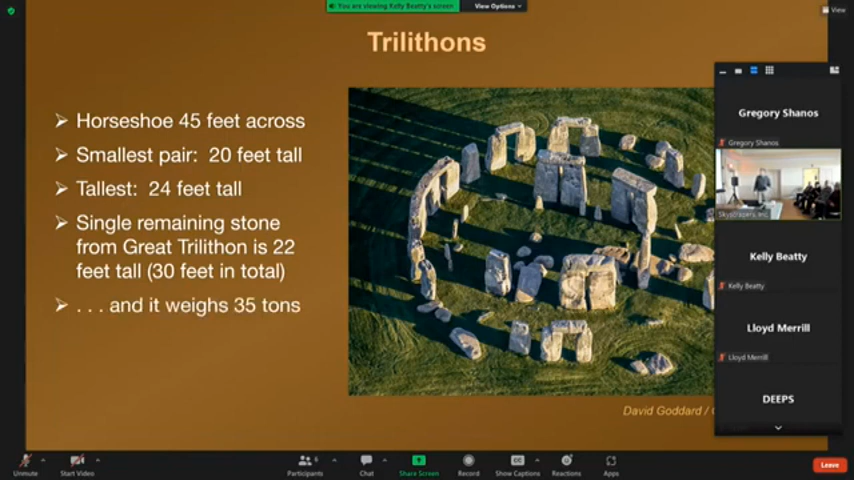 You are viewing Kelly Beatty's screen
View Options
View
Trilithons
Horseshoe 45 feet across
Smallest pair: 20 feet tall
Tallest: 24 feet tall
Single remaining stone
from Great Trilithon is 22
feet tall (30 feet in total)
. . . and it weighs 35 tons
David Goddard /
Gregory Shanos
Gregory Shanos
Skyscrapers, Inc.
Kelly Beatty
Kelly Beatty
Lloyd Merrill
Lloyd Merrill
DEEPS
Unmute
Start Video
Participants
Chat
Share Screen
Record
Show Captions
Reactions
Apps
Leave